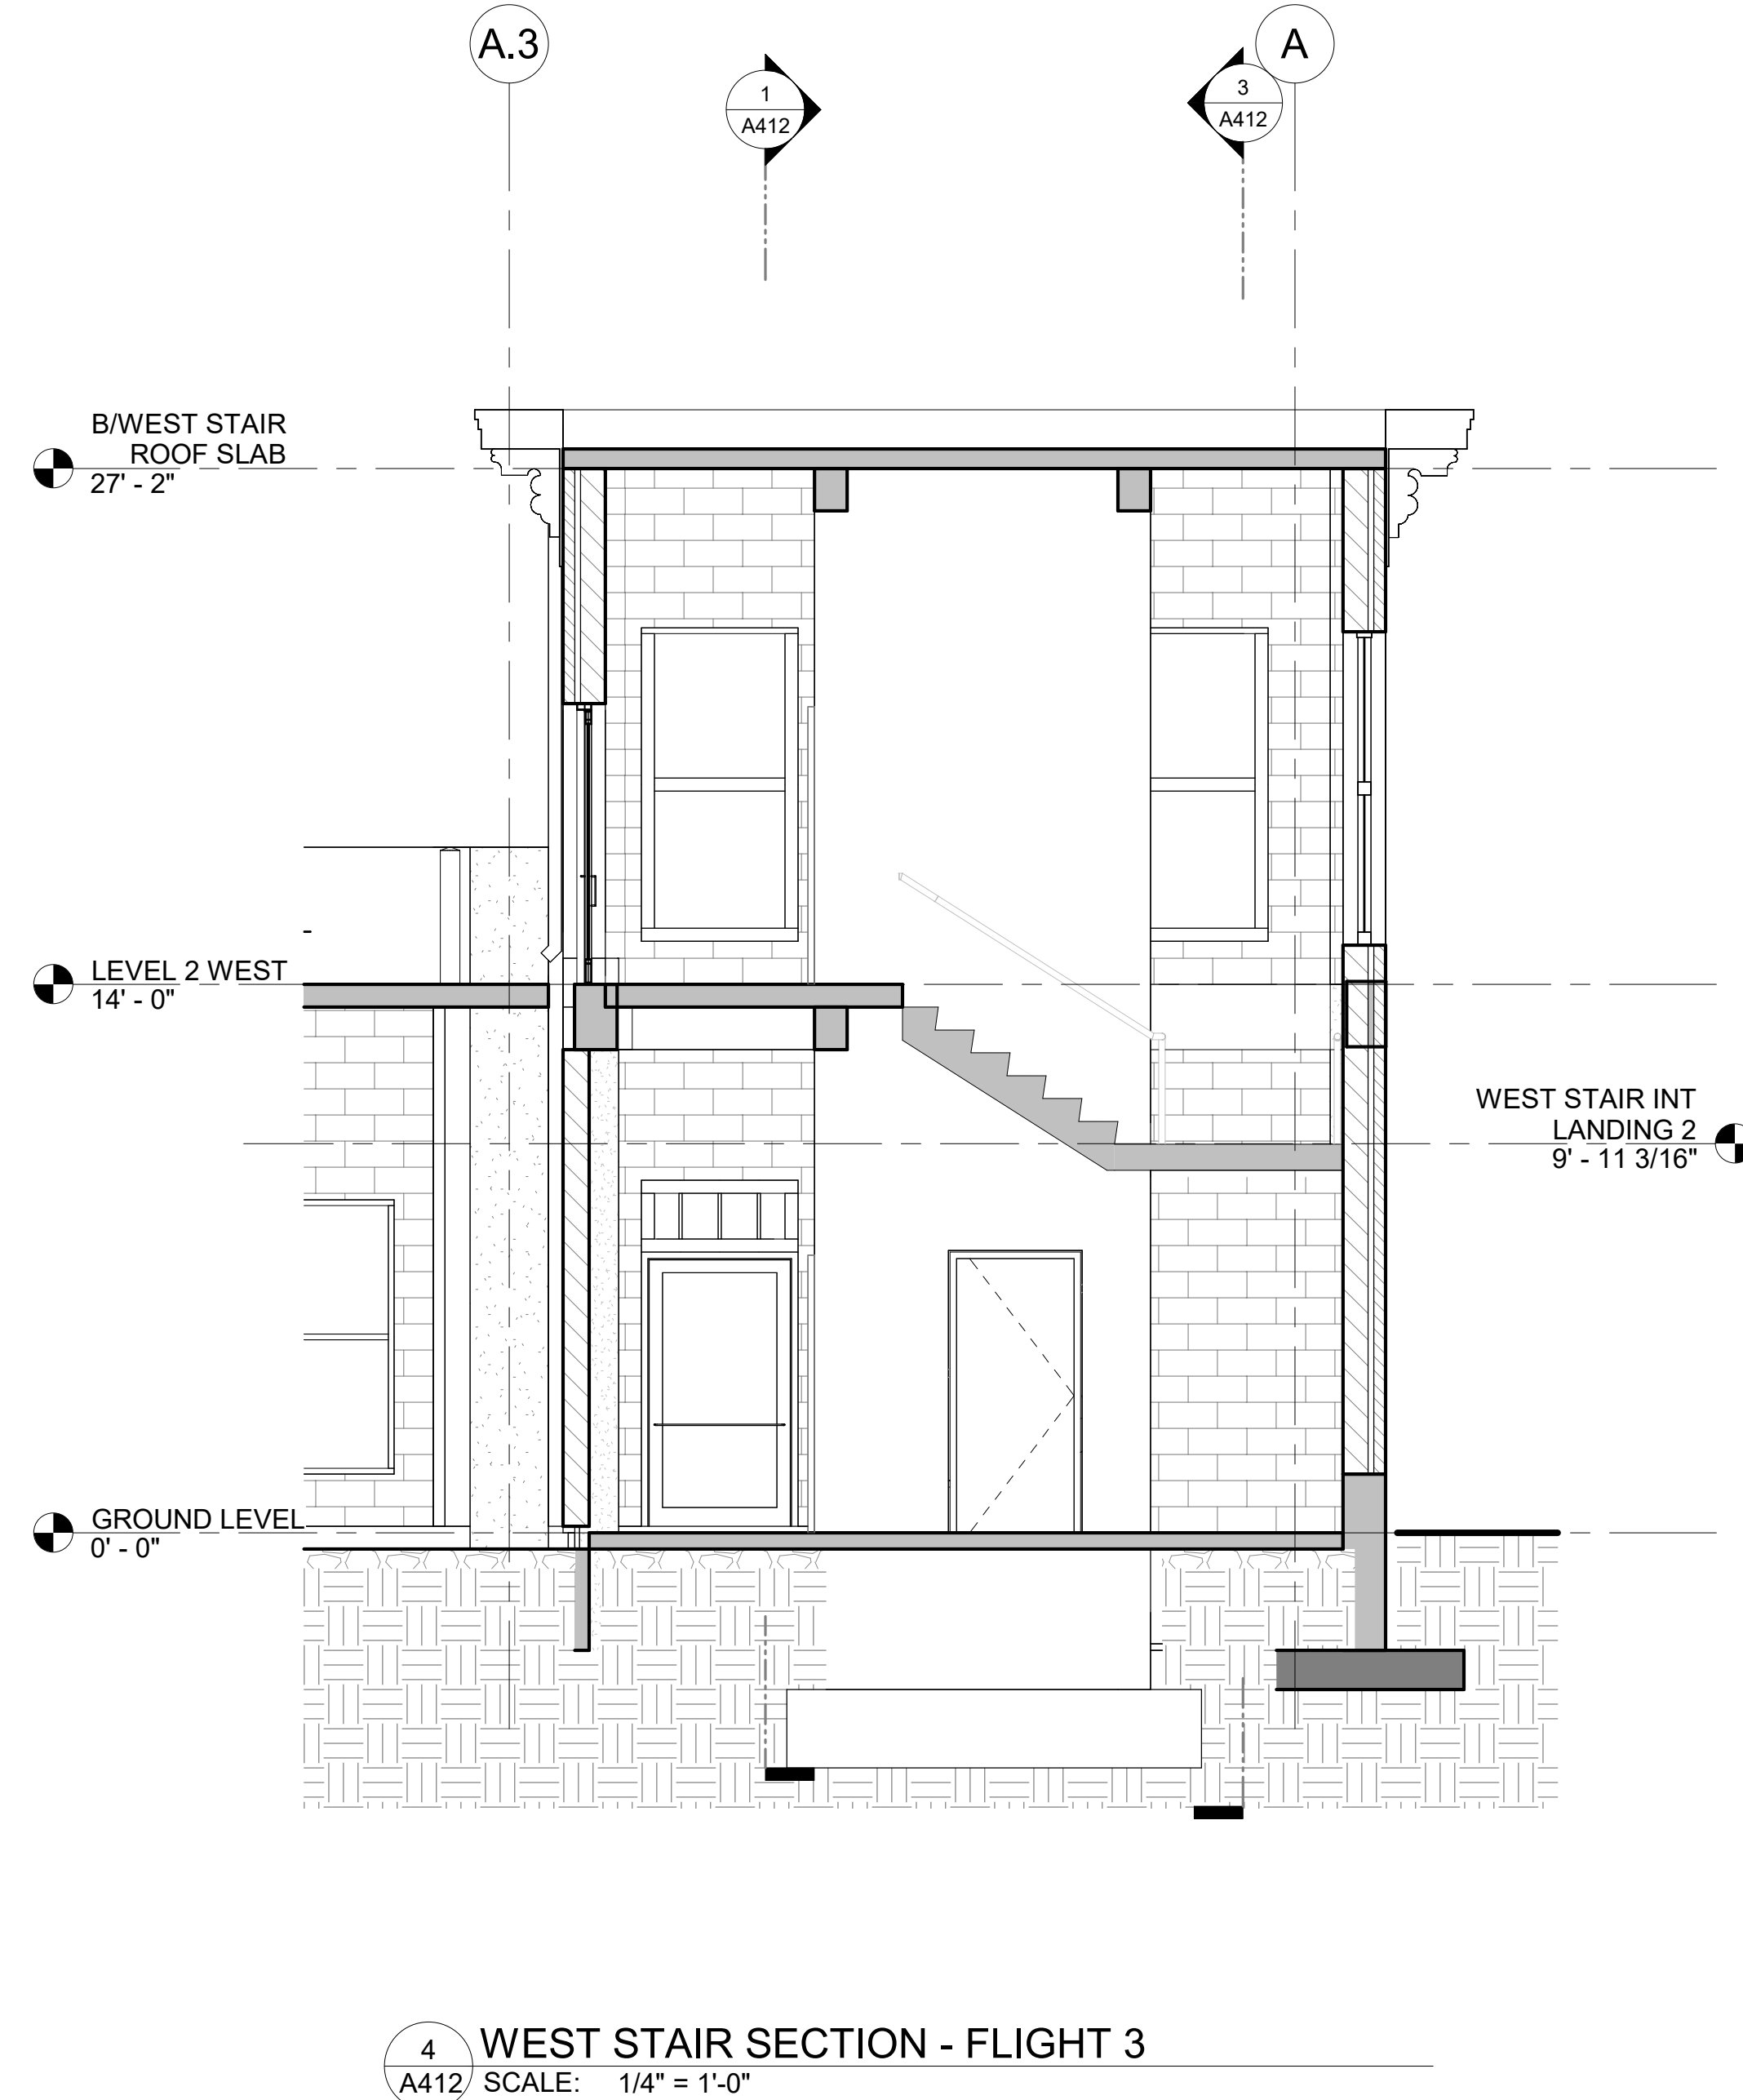 A.3
A
1
A412
3
A412
B/WEST STAIR
ROOF SLAB
27' - 2"
LEVEL 2 WEST
14' - 0"
WEST STAIR INT
LANDING 2
9' - 11 3/16"
GROUND LEVEL
0' - 0"
4
A412
WEST STAIR SECTION - FLIGHT 3
SCALE: 1/4" = 1'-0"